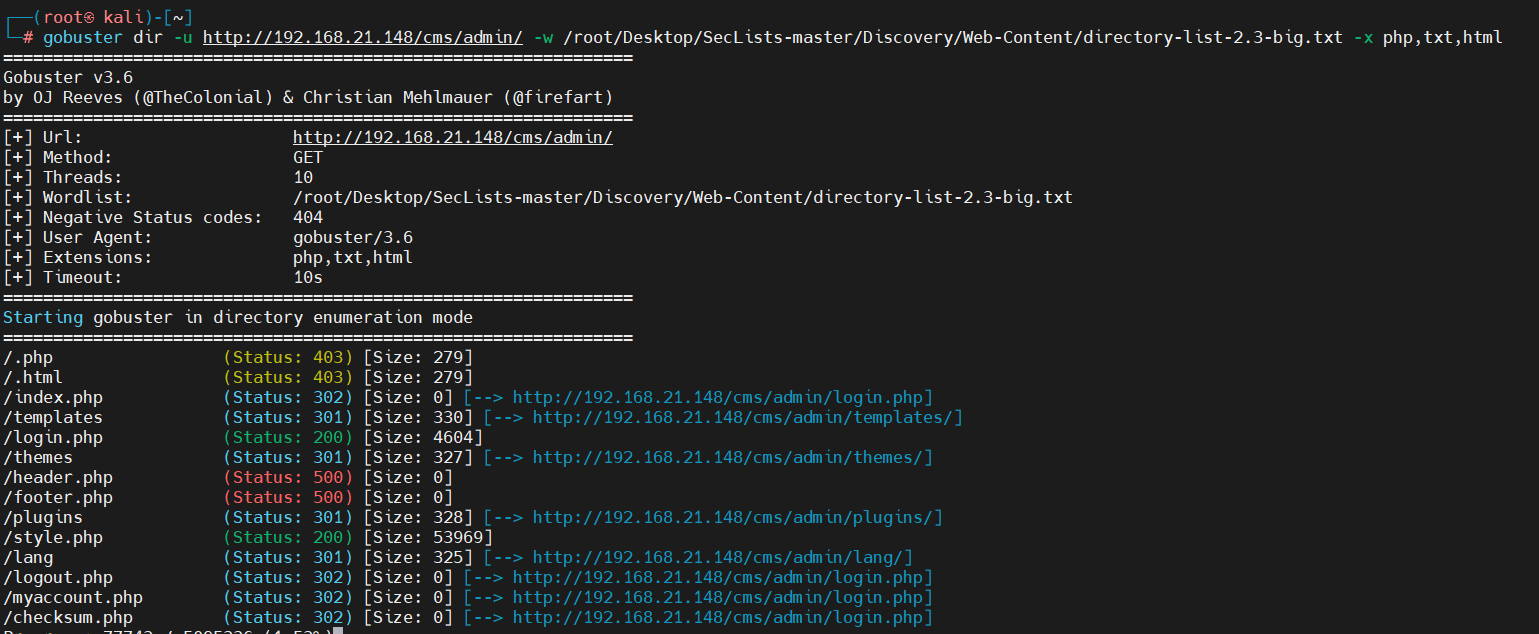 (root㉿ kali)-[~]
# gobuster dir -u http://192.168.21.148/cms/admin/ -w /root/Desktop/SecLists-master/Discovery/Web-Content/directory-list-2.3-big.txt -x php,txt,html
===============================================================
Gobuster v3.6
by OJ Reeves (@TheColonial) & Christian Mehlmauer (@firefart)
===============================================================
[+] Url: http://192.168.21.148/cms/admin/
[+] Method: GET
[+] Threads: 10
[+] Wordlist: /root/Desktop/SecLists-master/Discovery/Web-Content/directory-list-2.3-big.txt
[+] Negative Status codes: 404
[+] User Agent: gobuster/3.6
[+] Extensions: php,txt,html
[+] Timeout: 10s
===============================================================
Starting gobuster in directory enumeration mode
===============================================================
/.php (Status: 403) [Size: 279]
/.html (Status: 403) [Size: 279]
/index.php (Status: 302) [Size: 0] [--> http://192.168.21.148/cms/admin/login.php]
/templates (Status: 301) [Size: 330] [--> http://192.168.21.148/cms/admin/templates/]
/login.php (Status: 200) [Size: 4604]
/themes (Status: 301) [Size: 327] [--> http://192.168.21.148/cms/admin/themes/]
/header.php (Status: 500) [Size: 0]
/footer.php (Status: 500) [Size: 0]
/plugins (Status: 301) [Size: 328] [--> http://192.168.21.148/cms/admin/plugins/]
/style.php (Status: 200) [Size: 53969]
/lang (Status: 301) [Size: 325] [--> http://192.168.21.148/cms/admin/lang/]
/logout.php (Status: 302) [Size: 0] [--> http://192.168.21.148/cms/admin/login.php]
/myaccount.php (Status: 302) [Size: 0] [--> http://192.168.21.148/cms/admin/login.php]
/checksum.php (Status: 302) [Size: 0] [--> http://192.168.21.148/cms/admin/login.php]